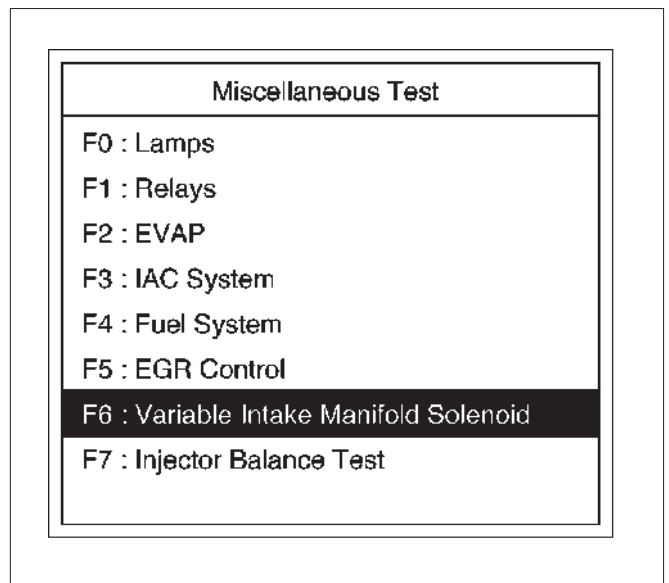 Miscellaneous Test
F0 : Lamps
F1 : Relays
F2 : EVAP
F3 : IAC System
F4 : Fuel System
F5 : EGR Control
F6 : Variable Intake Manifold Solenoid
F7 : Injector Balance Test